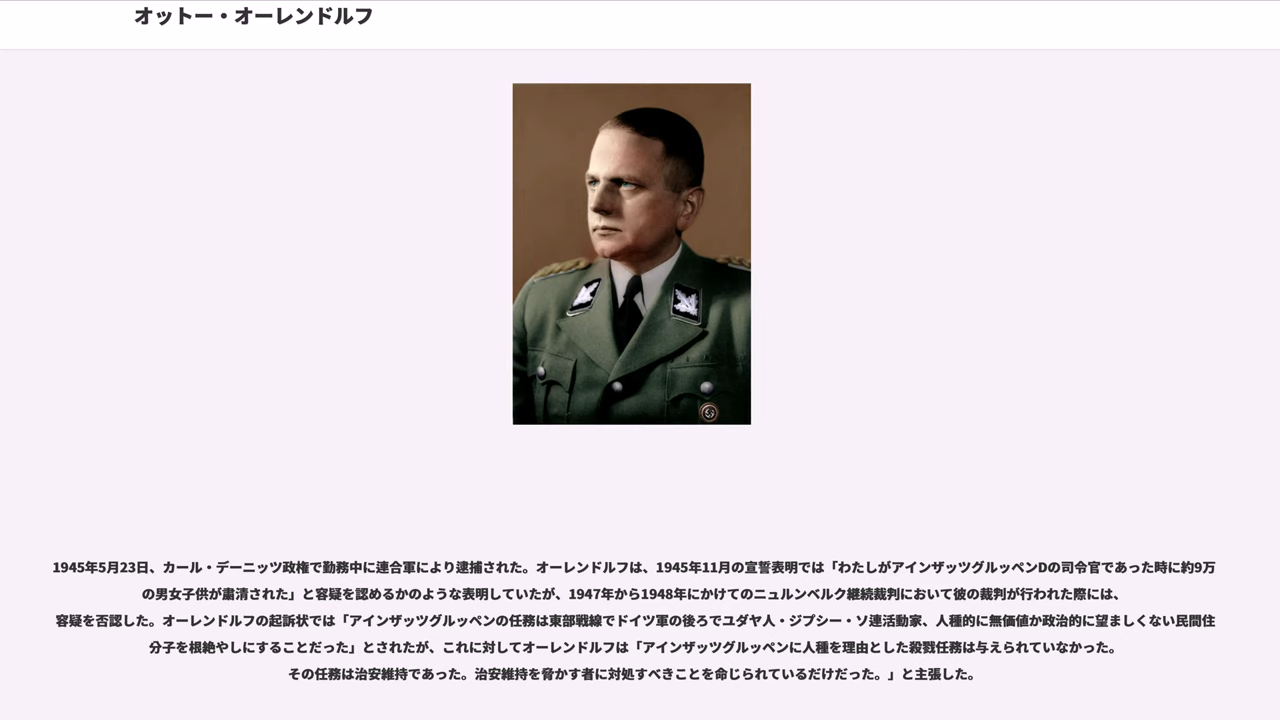 オットー・オーレンドルフ
1945年5月23日、カール・デーニッツ政権で勤務中に連合軍により逮捕された。オーレンドルフは、1945年11月の宣誓表明では「わたしがアインザッツグルッペンDの司令官であった時に約9万
の男女子供が粛清された」と容疑を認めるかのような表明していたが、1947年から1948年にかけてのニュルンベルク継続裁判において彼の裁判が行われた際には、
容疑を否認した。オーレンドルフの起訴状では「アインザッツグルッペンの任務は東部戦線でドイツ軍の後ろでユダヤ人・ジプシー・ソ連活動家、人種的に無価値か政治的に望ましくない民間住
分子を根絶やしにすることだった」とされたが、これに対してオーレンドルフは「アインザッツグルッペンに人種を理由とした殺戮任務は与えられていなかった。
その任務は治安維持であった。治安維持を脅かす者に対処すべきことを命じられているだけだった。」と主張した。